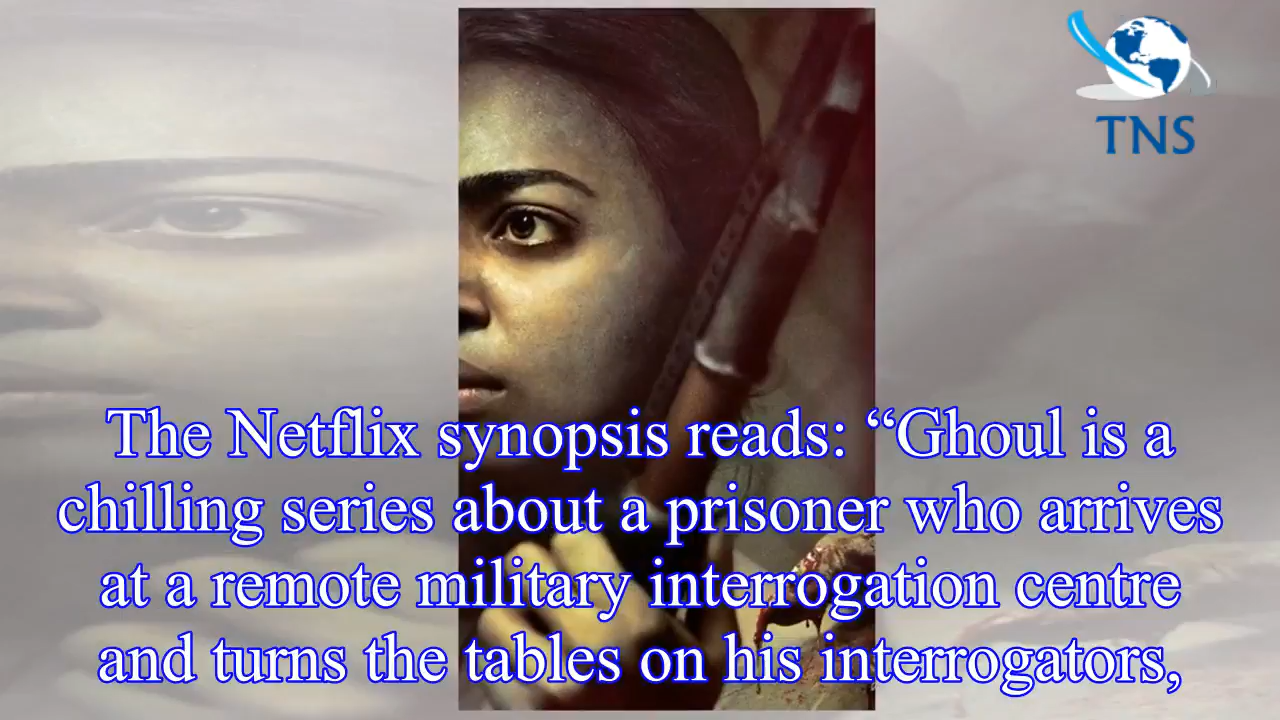 TNS
The Netflix synopsis reads: “Ghoul is a
chilling series about a prisoner who arrives
at a remote military interrogation centre
and turns the tables on his interrogators,